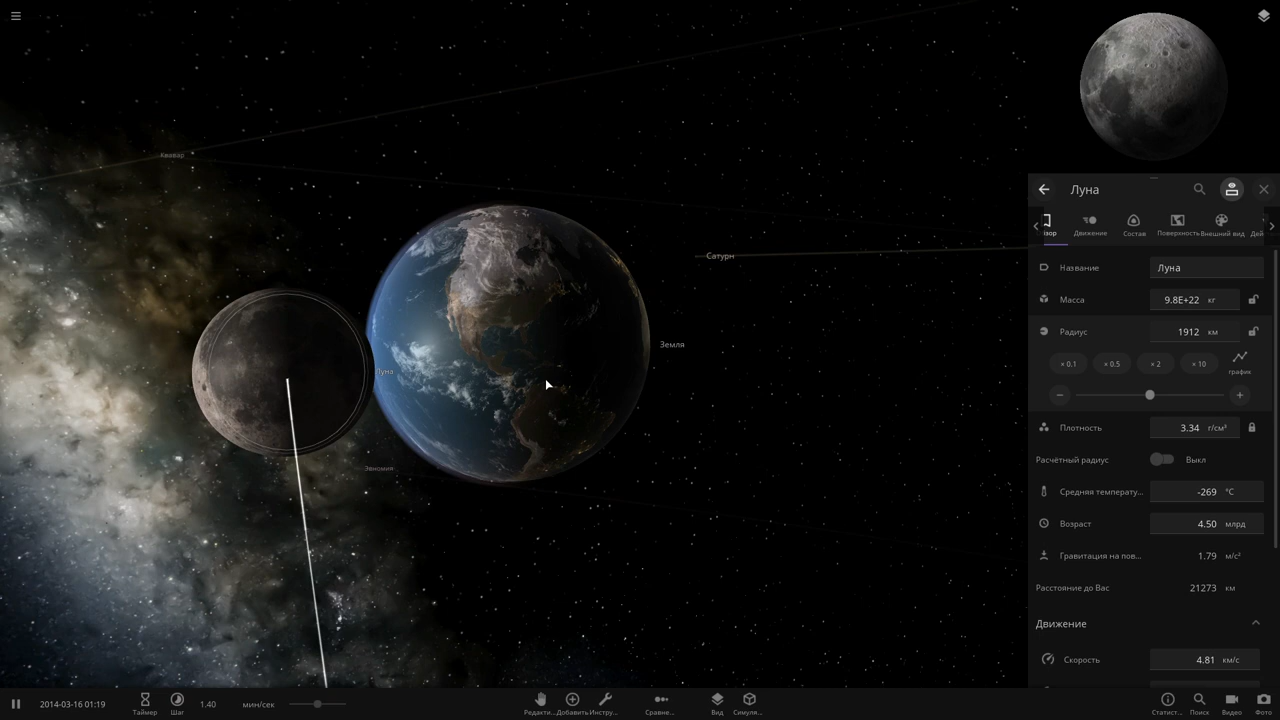 Квавар
Сатурн
Земля
Луна
Эвномия
Луна
зор
Движение
Состав
Поверхность
Внешний вид
Дей
Название
Луна
Масса
9.8E+22 кг
Радиус
1912 км
× 0.1
× 0.5
× 2
× 10
график
Плотность
3.34 г/см³
Расчётный радиус
Выкл
Средняя температу...
-269 °C
Возраст
4.50 млрд
Гравитация на пов...
1.79 м/с²
Расстояние до Вас
21273 км
Движение
Скорость
4.81 км/с
2014-03-16 01:19
Таймер
Шаг
1.40 мин/сек
Редакти...
Добавить
Инстру...
Сравне...
Вид
Симуля...
Статист...
Поиск
Видео
Фото